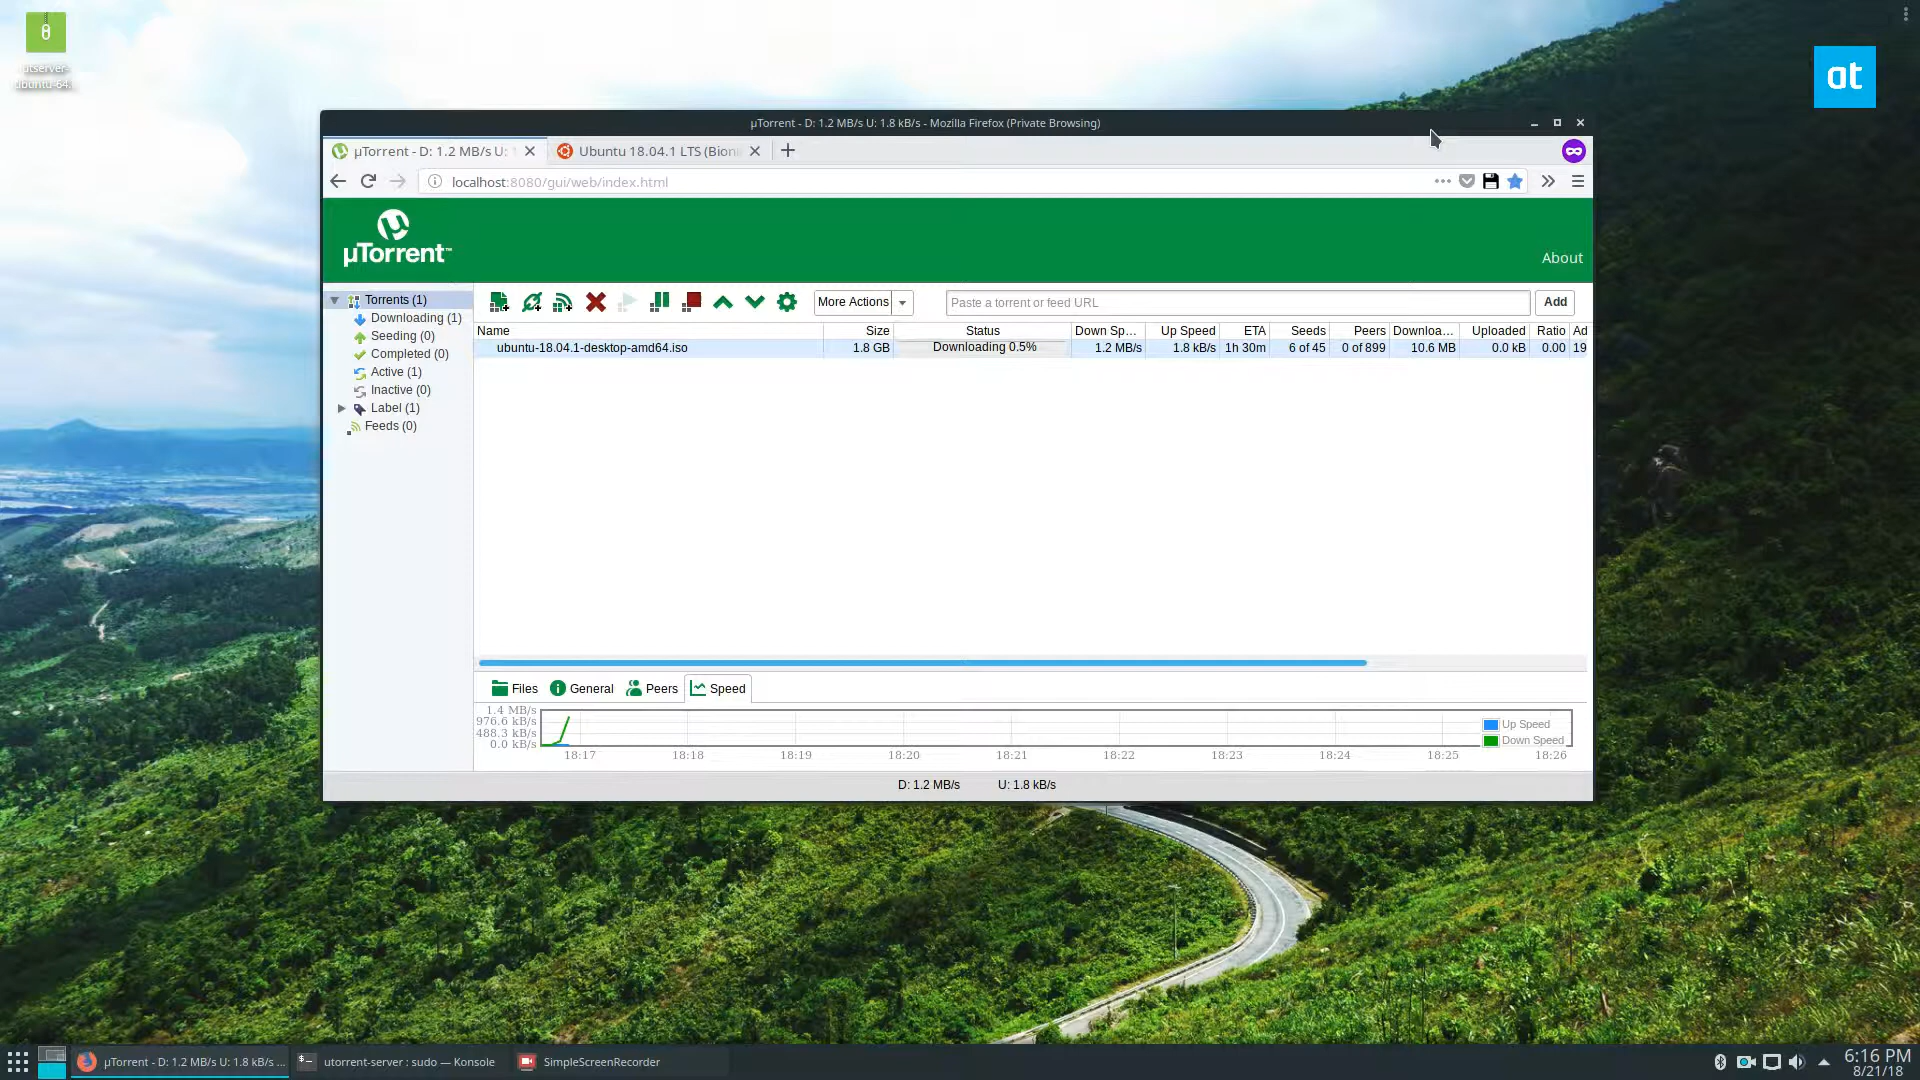 utserver-
ubuntu-64.
at
µTorrent - D: 1.2 MB/s U: 1.8 kB/s - Mozilla Firefox (Private Browsing)
µTorrent - D: 1.2 MB/s U: 1
Ubuntu 18.04.1 LTS (Bioni
localhost:8080/gui/web/index.html
µTorrent™
About
Torrents (1)
Downloading (1)
Seeding (0)
Completed (0)
Active (1)
Inactive (0)
Label (1)
Feeds (0)
More Actions
Paste a torrent or feed URL
Add
Name Size Status Down Sp... Up Speed ETA Seeds Peers Downloa... Uploaded Ratio Ad
ubuntu-18.04.1-desktop-amd64.iso 1.8 GB Downloading 0.5% 1.2 MB/s 1.8 kB/s 1h 30m 6 of 45 0 of 899 10.6 MB 0.0 kB 0.00 19
Files General Peers Speed
1.4 MB/s
976.6 kB/s
488.3 kB/s
0.0 kB/s
Up Speed
Down Speed
18:17 18:18 18:19 18:20 18:21 18:22 18:23 18:24 18:25 18:26
D: 1.2 MB/s U: 1.8 kB/s
µTorrent - D: 1.2 MB/s U: 1.8 kB/s ...
utorrent-server : sudo — Konsole
SimpleScreenRecorder
6:16 PM
8/21/18